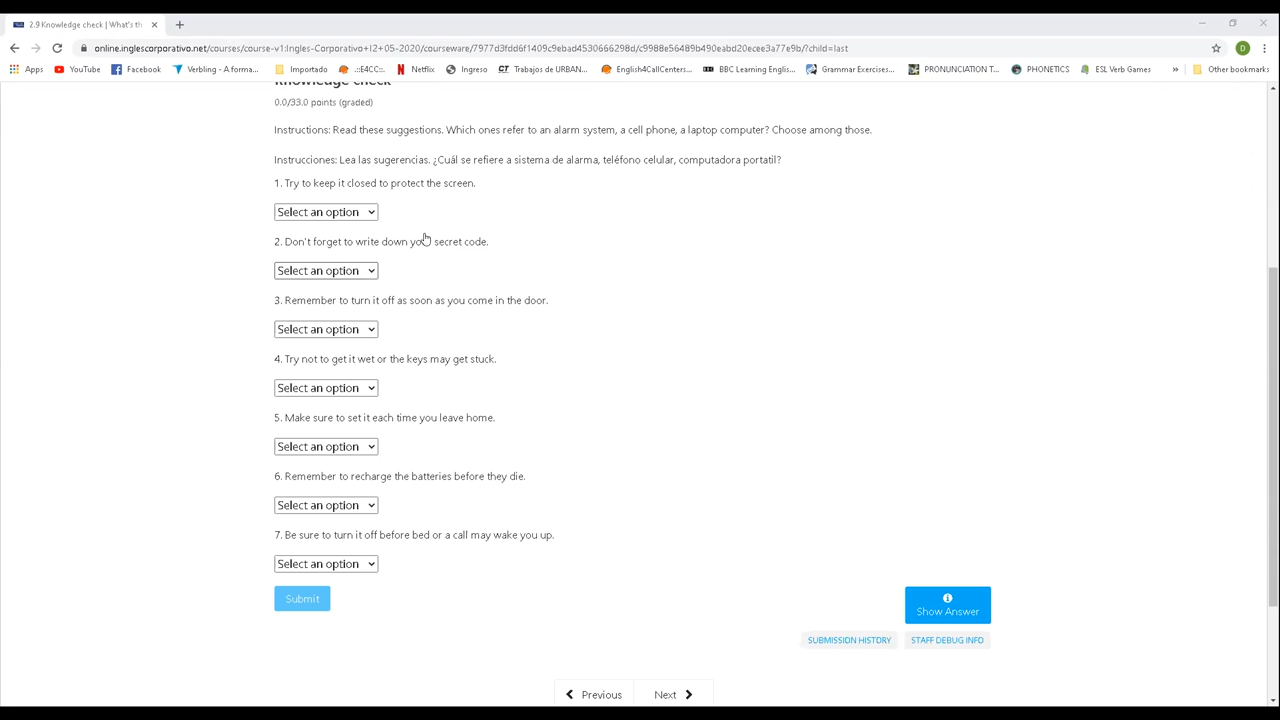 2.9 Knowledge check | What's th
online.inglescorporativo.net/courses/course-v1:Ingles-Corporativo+I2+05-2020/courseware/7977d3fdd6f1409c9ebad4530666298d/c9988e56489b490eabd20ecee3a77e9b/?child=last
D
Apps YouTube Facebook Verbling - A forma... Importado .::E4CC::. Netflix Ingreso Trabajos de URBAN... English4CallCenters... BBC Learning Englis... Grammar Exercises... PRONUNCIATION T... PHONETICS ESL Verb Games » Other bookmarks
Knowledge check
0.0/33.0 points (graded)
Instructions: Read these suggestions. Which ones refer to an alarm system, a cell phone, a laptop computer? Choose among those.
Instrucciones: Lea las sugerencias. ¿Cuál se refiere a sistema de alarma, teléfono celular, computadora portatil?
1. Try to keep it closed to protect the screen.
Select an option
2. Don't forget to write down your secret code.
Select an option
3. Remember to turn it off as soon as you come in the door.
Select an option
4. Try not to get it wet or the keys may get stuck.
Select an option
5. Make sure to set it each time you leave home.
Select an option
6. Remember to recharge the batteries before they die.
Select an option
7. Be sure to turn it off before bed or a call may wake you up.
Select an option
Submit
Show Answer
SUBMISSION HISTORY STAFF DEBUG INFO
Previous Next